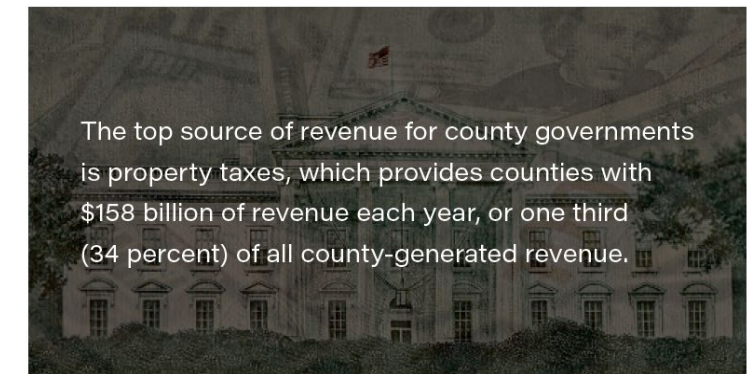 The top source of revenue for county governments
is property taxes, which provides counties with
$158 billion of revenue each year, or one third
(34 percent) of all county-generated revenue.